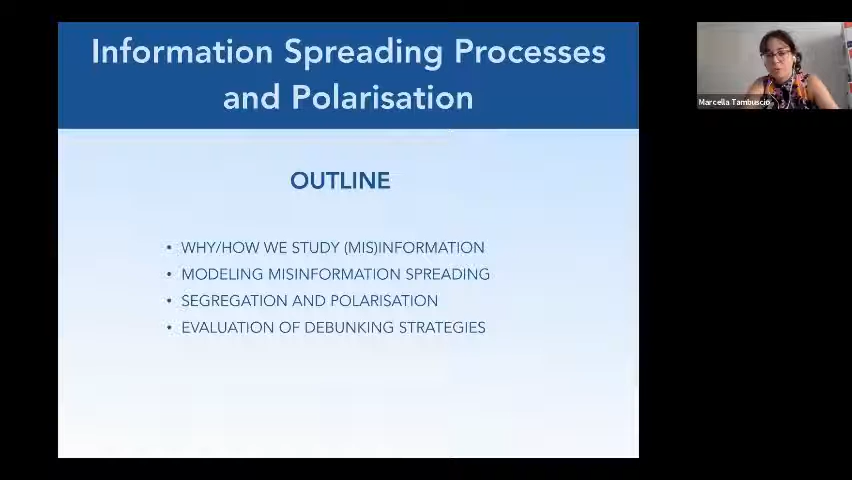 Information Spreading Processes
and Polarisation
OUTLINE
• WHY/HOW WE STUDY (MIS)INFORMATION
• MODELING MISINFORMATION SPREADING
• SEGREGATION AND POLARISATION
• EVALUATION OF DEBUNKING STRATEGIES
Marcella Tambuscio